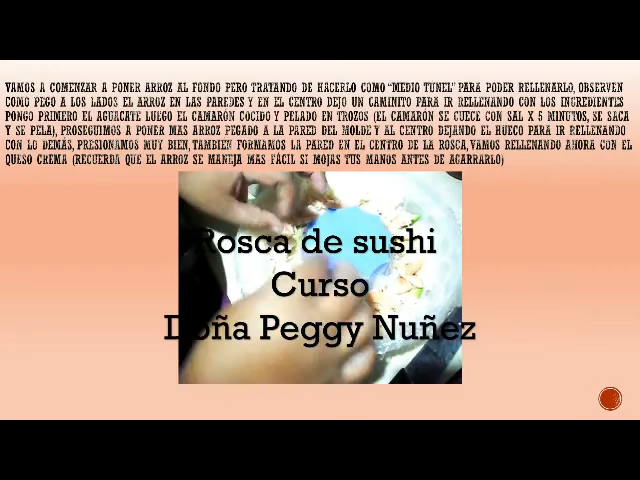 VAMOS A COMENZAR A PONER ARROZ AL FONDO PERO TRATANDO DE HACERLO COMO "MEDIO TUNEL" PARA PODER RELLENARLO, OBSERVEN
COMO PEGO A LOS LADOS EL ARROZ EN LAS PAREDES Y EN EL CENTRO DEJO UN CAMINITO PARA IR RELLENANDO CON LOS INGREDIENTES
PONGO PRIMERO EL AGUACATE LUEGO EL CAMARON COCIDO Y PELADO EN TROZOS (EL CAMARON SE CUECE CON SAL X 5 MINUTOS, SE SACA
Y SE PELA), PROSEGUIMOS A PONER MAS ARROZ PEGADO A LA PARED DEL MOLDE Y AL CENTRO DEJANDO EL HUECO PARA IR RELLENANDO
CON LO DEMÁS, PRESIONAMOS MUY BIEN, TAMBIEN FORMAMOS LA PARED EN EL CENTRO DE LA ROSCA, VAMOS RELLENANDO AHORA CON EL
QUESO CREMA (RECUERDA QUE EL ARROZ SE MANEJA MAS FÁCIL SI MOJAS TUS MANOS ANTES DE AGARRARLO)
Rosca de sushi
Curso
Doña Peggy Nuñez